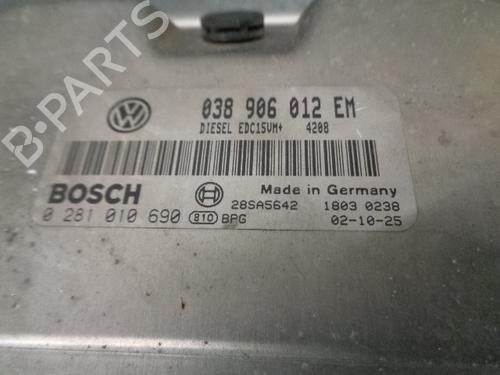 038 906 012 EM
DIESEL EDC15VM+ 4208
BOSCH
Made in Germany
0 281 010 690 810 BPG
28SA5642 1803 0238
02-10-25
B-PARTS